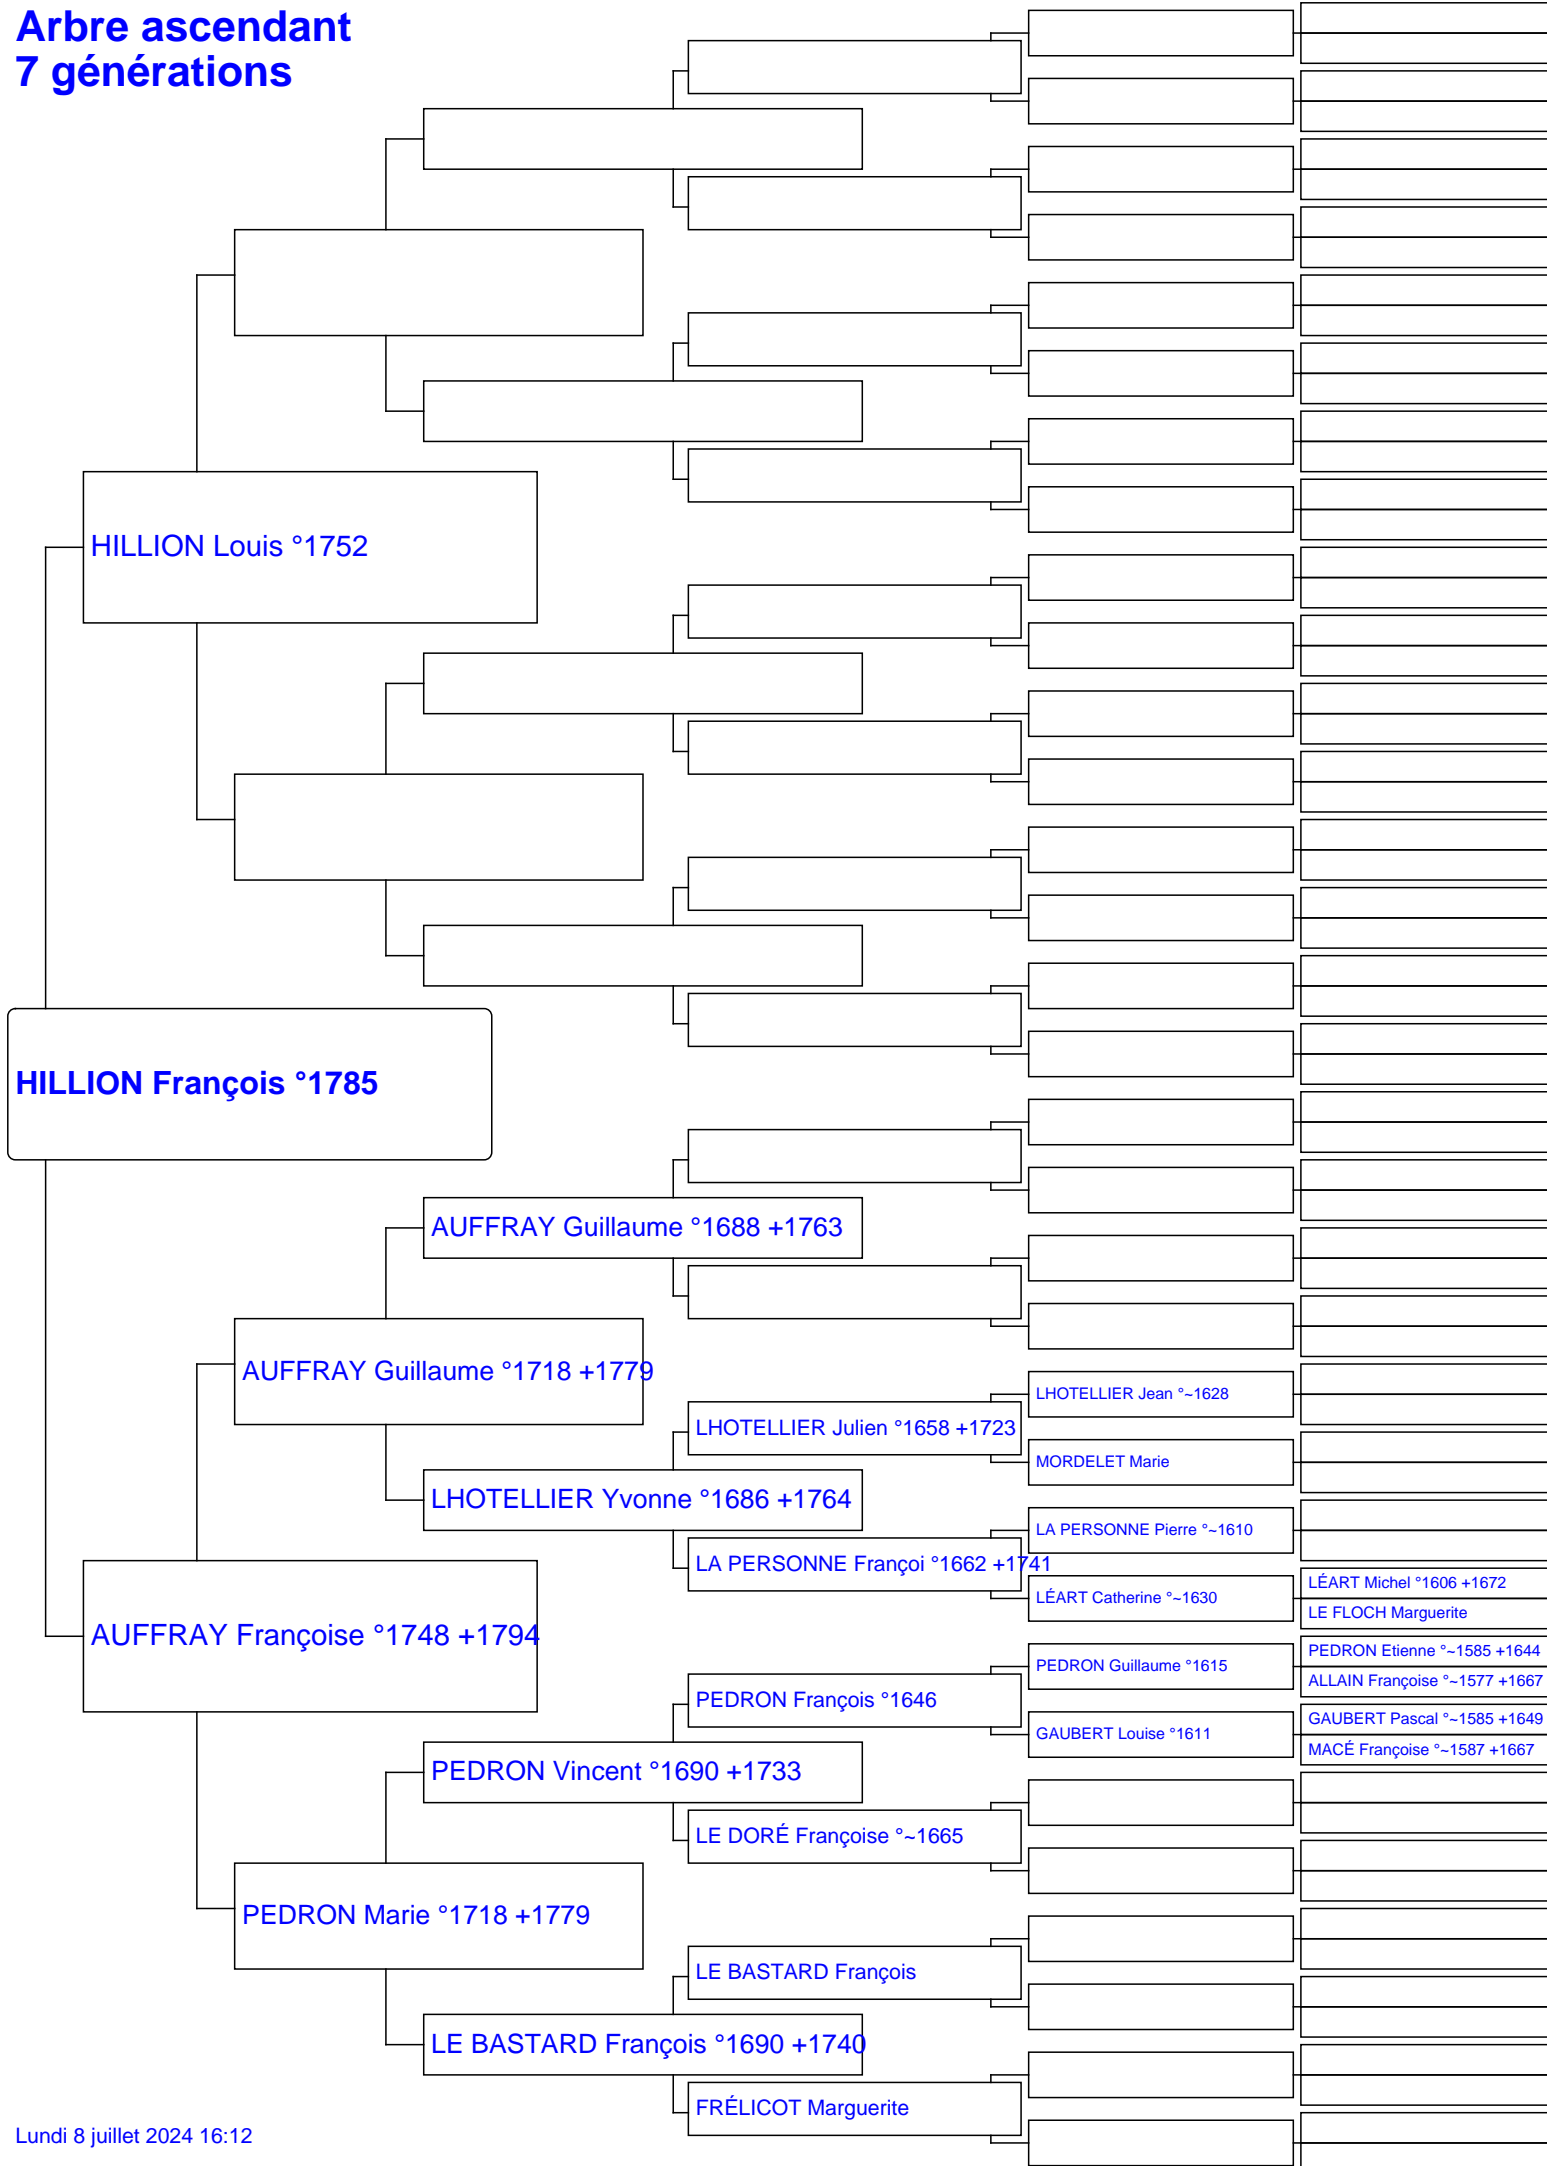 Arbre ascendant
7 générations
HILLION Louis °1752
HILLION François °1785
AUFFRAY Guillaume °1688 +1763
AUFFRAY Guillaume °1718 +1779
LHOTELLIER Jean °~1628
LHOTELLIER Julien °1658 +1723
MORDELET Marie
LHOTELLIER Yvonne °1686 +1764
LA PERSONNE Pierre °~1610
LA PERSONNE Françoi °1662 +1741
LÉART Michel °1606 +1672
LÉART Catherine °~1630
LE FLOCH Marguerite
AUFFRAY Françoise °1748 +1794
PEDRON Etienne °~1585 +1644
PEDRON Guillaume °1615
ALLAIN Françoise °~1577 +1667
PEDRON François °1646
GAUBERT Pascal °~1585 +1649
GAUBERT Louise °1611
MACÉ Françoise °~1587 +1667
PEDRON Vincent °1690 +1733
LE DORÉ Françoise °~1665
PEDRON Marie °1718 +1779
LE BASTARD François
LE BASTARD François °1690 +1740
FRÉLICOT Marguerite
Lundi 8 juillet 2024 16:12